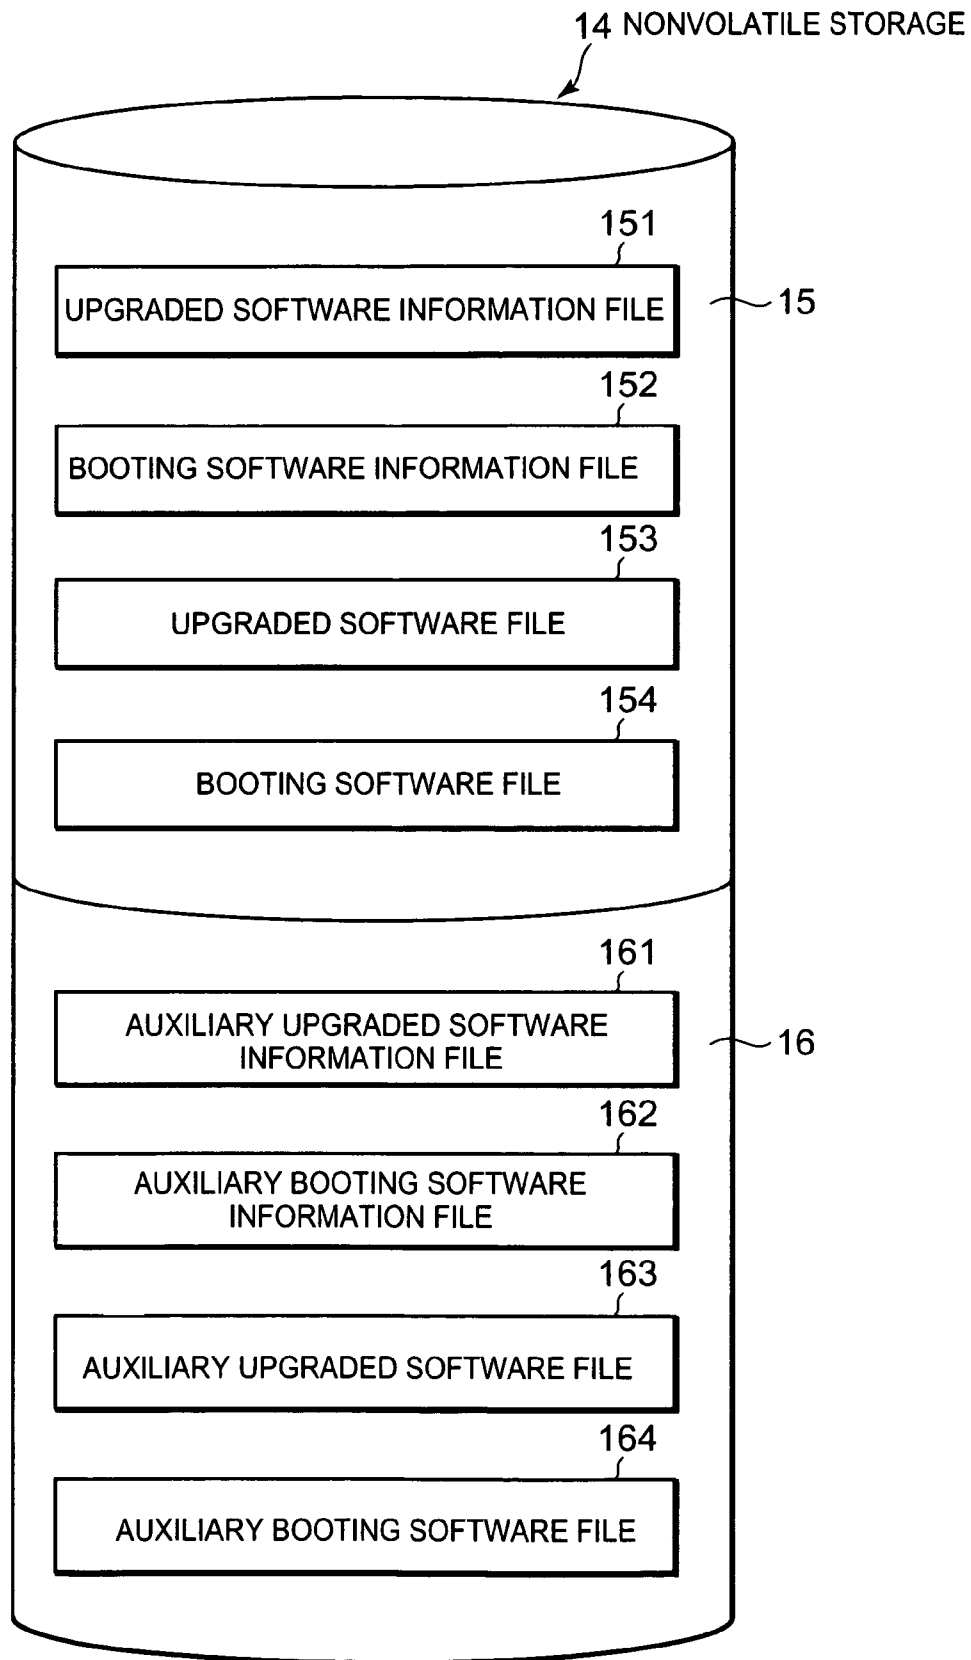 14 NONVOLATILE STORAGE
151
UPGRADED SOFTWARE INFORMATION FILE
15
152
BOOTING SOFTWARE INFORMATION FILE
153
UPGRADED SOFTWARE FILE
154
BOOTING SOFTWARE FILE
161
AUXILIARY UPGRADED SOFTWARE
INFORMATION FILE
16
162
AUXILIARY BOOTING SOFTWARE
INFORMATION FILE
163
AUXILIARY UPGRADED SOFTWARE FILE
164
AUXILIARY BOOTING SOFTWARE FILE